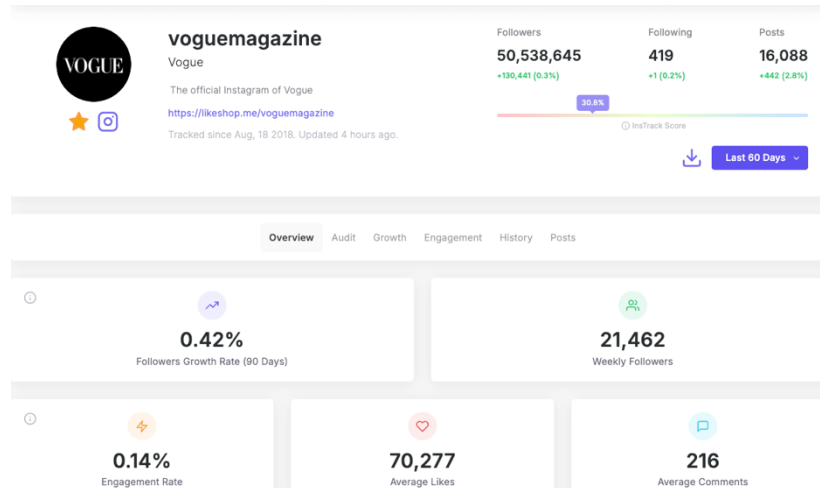 VOGUE
voguemagazine
Vogue
The official Instagram of Vogue
https://likeshop.me/voguemagazine
Tracked since Aug, 18 2018. Updated 4 hours ago.
Followers
50,538,645
+130,441 (0.3%)
Following
419
+1 (0.2%)
Posts
16,088
+442 (2.8%)
30.8%
InsTrack Score
Last 60 Days
Overview
Audit
Growth
Engagement
History
Posts
0.42%
Followers Growth Rate (90 Days)
21,462
Weekly Followers
0.14%
Engagement Rate
70,277
Average Likes
216
Average Comments